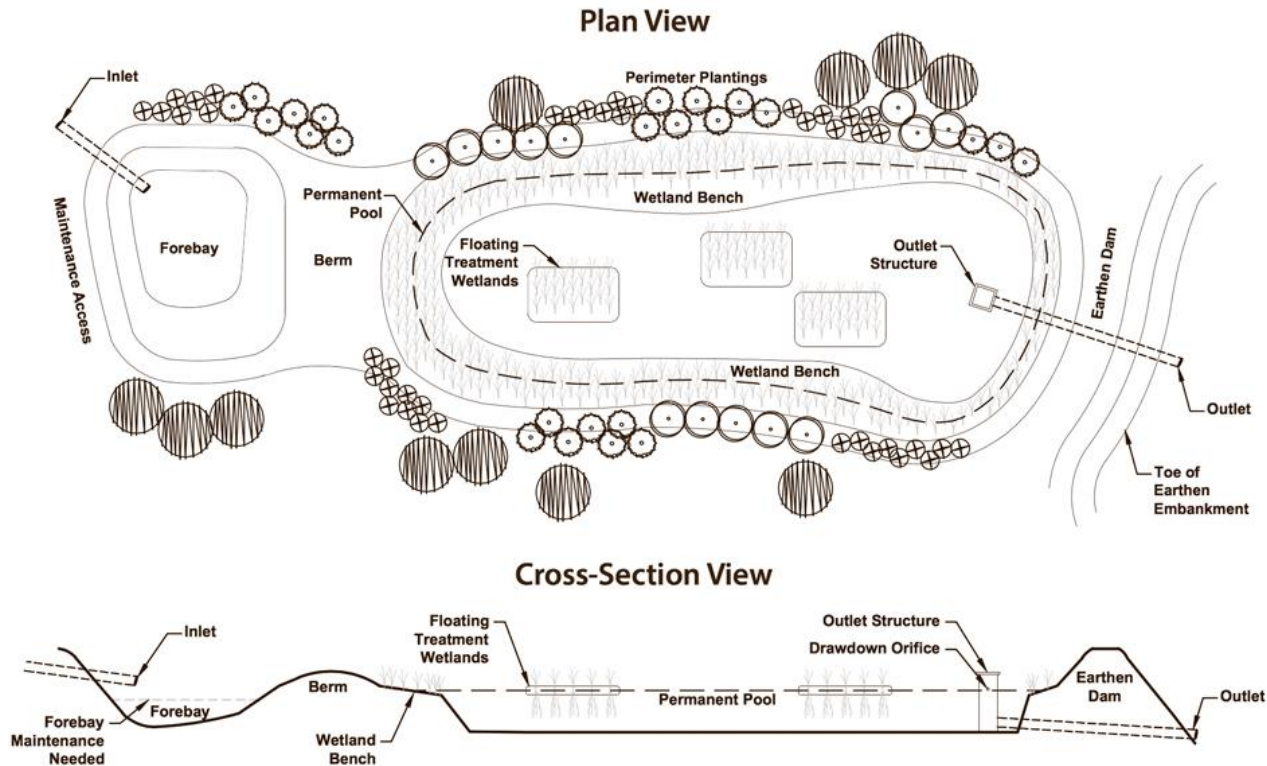 Plan View
Inlet
Perimeter Plantings
Maintenance Access
Forebay
Berm
Permanent
Pool
Wetland Bench
Floating
Treatment
Wetlands
Outlet
Structure
Earthen Dam
Wetland Bench
Outlet
Toe of
Earthen
Embankment
Cross-Section View
Inlet
Forebay
Maintenance
Needed
Forebay
Berm
Wetland
Bench
Floating
Treatment
Wetlands
Permanent Pool
Outlet Structure
Drawdown Orifice
Earthen
Dam
Outlet